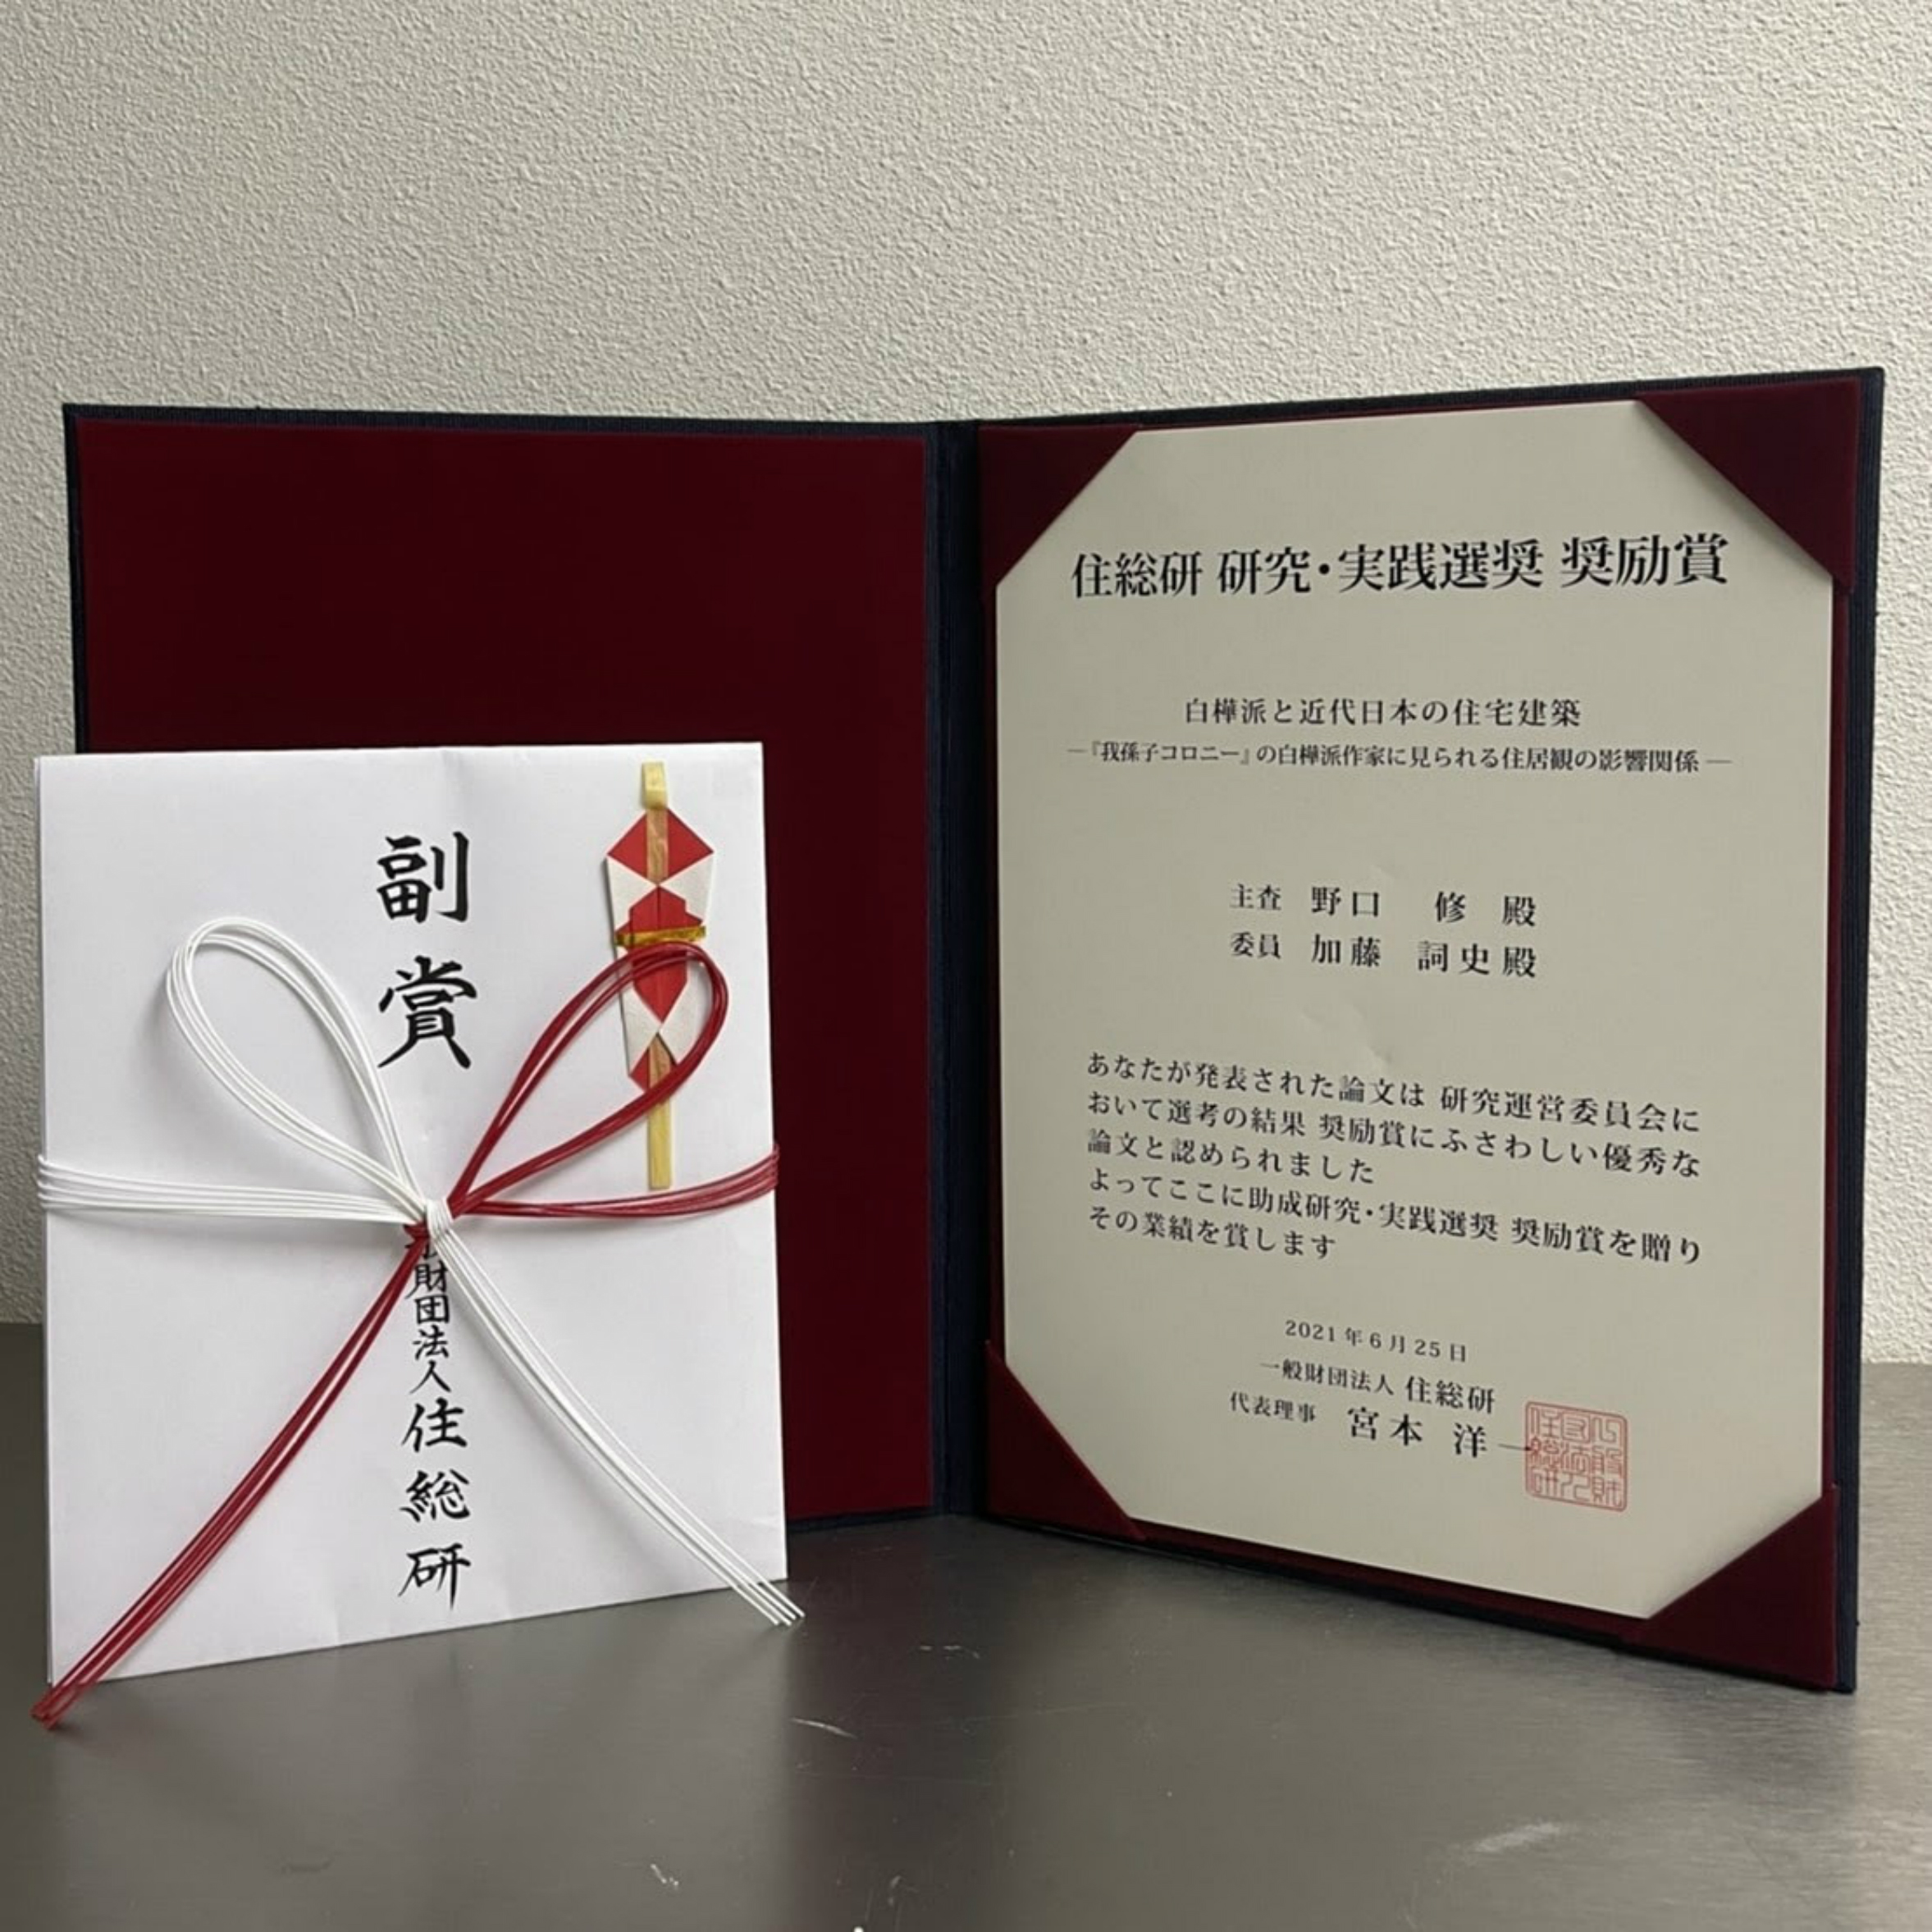 副賞
般財団法人住総研
住総研 研究・実践選奨 奨励賞
白樺派と近代日本の住宅建築
―『我孫子コロニー』の白樺派作家に見られる住居観の影響関係―
主査 野口 修 殿
委員 加藤 詞史殿
あなたが発表された論文は 研究運営委員会に
おいて選考の結果 奨励賞にふさわしい優秀な
論文と認められました
よってここに助成研究・実践選奨 奨励賞を贈り
その業績を賞します
2021年6月25日
一般財団法人 住総研
代表理事 宮本 洋一